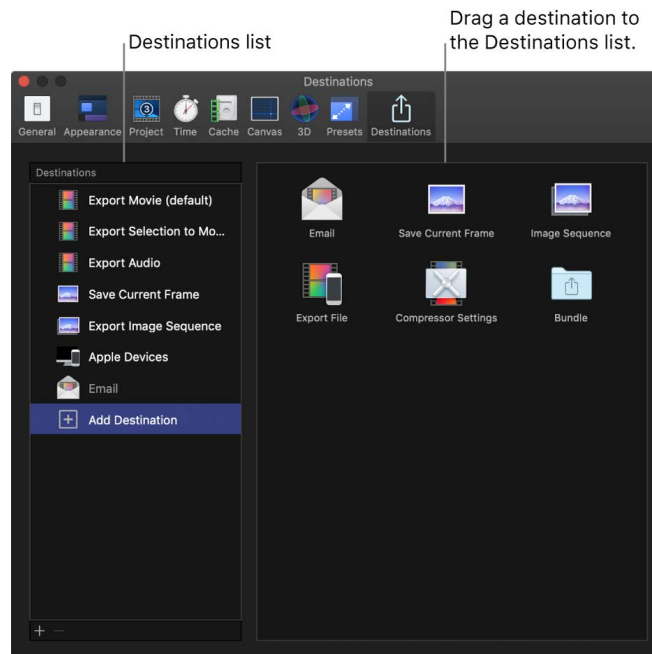 Drag a destination to
the Destinations list.
Destinations list
Destinations
General Appearance Project Time Cache Canvas 3D Presets Destinations
Destinations
Export Movie (default)
Export Selection to Mo...
Export Audio
Save Current Frame
Export Image Sequence
Apple Devices
Email
Add Destination
Email Save Current Frame Image Sequence
Export File Compressor Settings Bundle